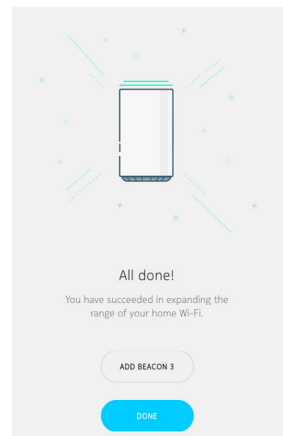 All done!
You have succeeded in expanding the
range of your home Wi-Fi.
ADD BEACON 3
DONE